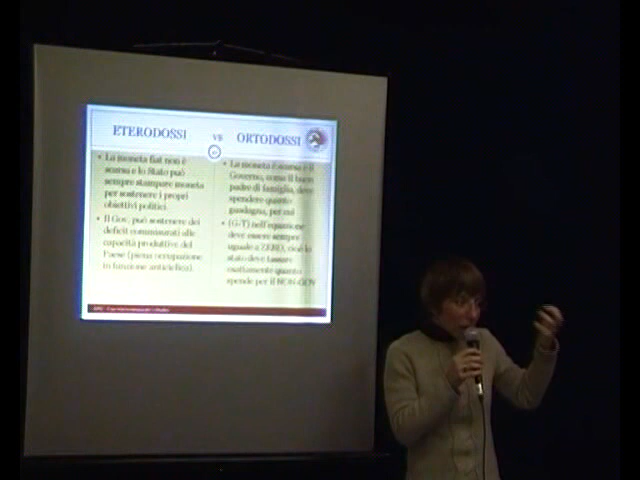 ETERODOSSI vs ORTODOSSI
• La moneta fiat non è
scarsa e lo Stato può
sempre stampare moneta
per sostenere i propri
obiettivi politici.
• Il Gov. può sostenere dei
deficit commisurati alle
capacità produttive del
Paese (piena occupazione
in funzione anticiclica).
• La moneta è scarsa e il
Governo, come il buon
padre di famiglia, deve
spendere quanto
guadagna, per cui
• (G-T) nell'equazione
deve essere sempre
uguale a ZERO, cioè lo
stato deve tassare
esattamente quanto
spende per il NON-GOV